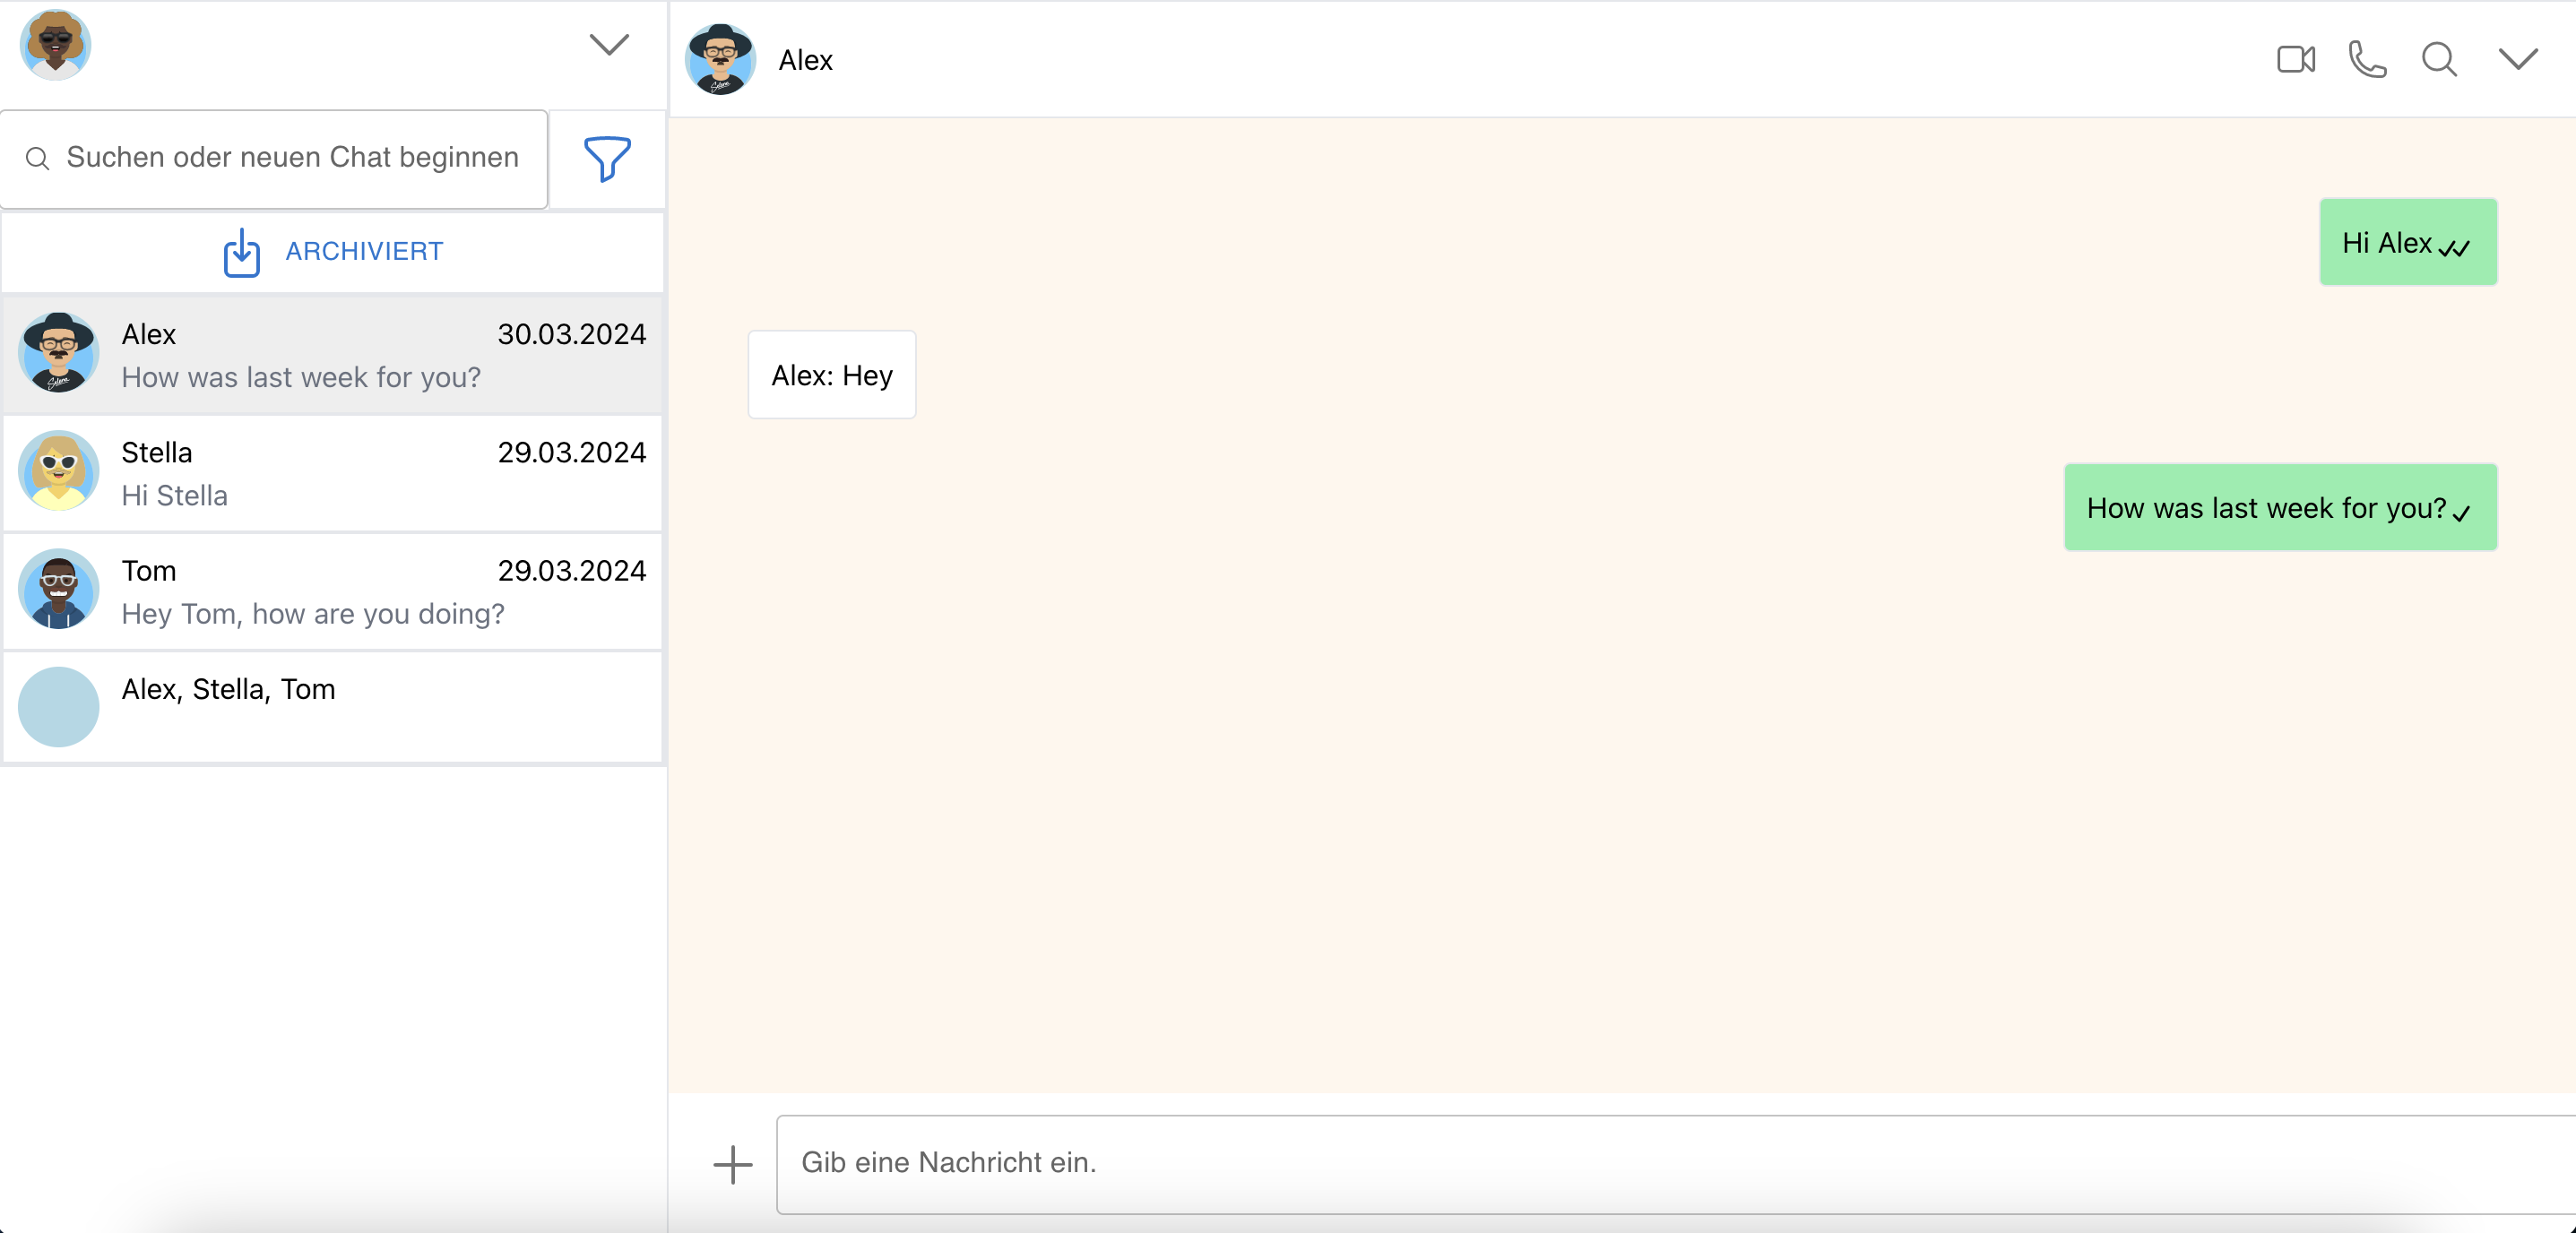 Suchen oder neuen Chat beginnen
ARCHIVIERT
Alex 30.03.2024
How was last week for you?
Stella 29.03.2024
Hi Stella
Tom 29.03.2024
Hey Tom, how are you doing?
Alex, Stella, Tom
Alex
Hi Alex
Alex: Hey
How was last week for you?
Gib eine Nachricht ein.